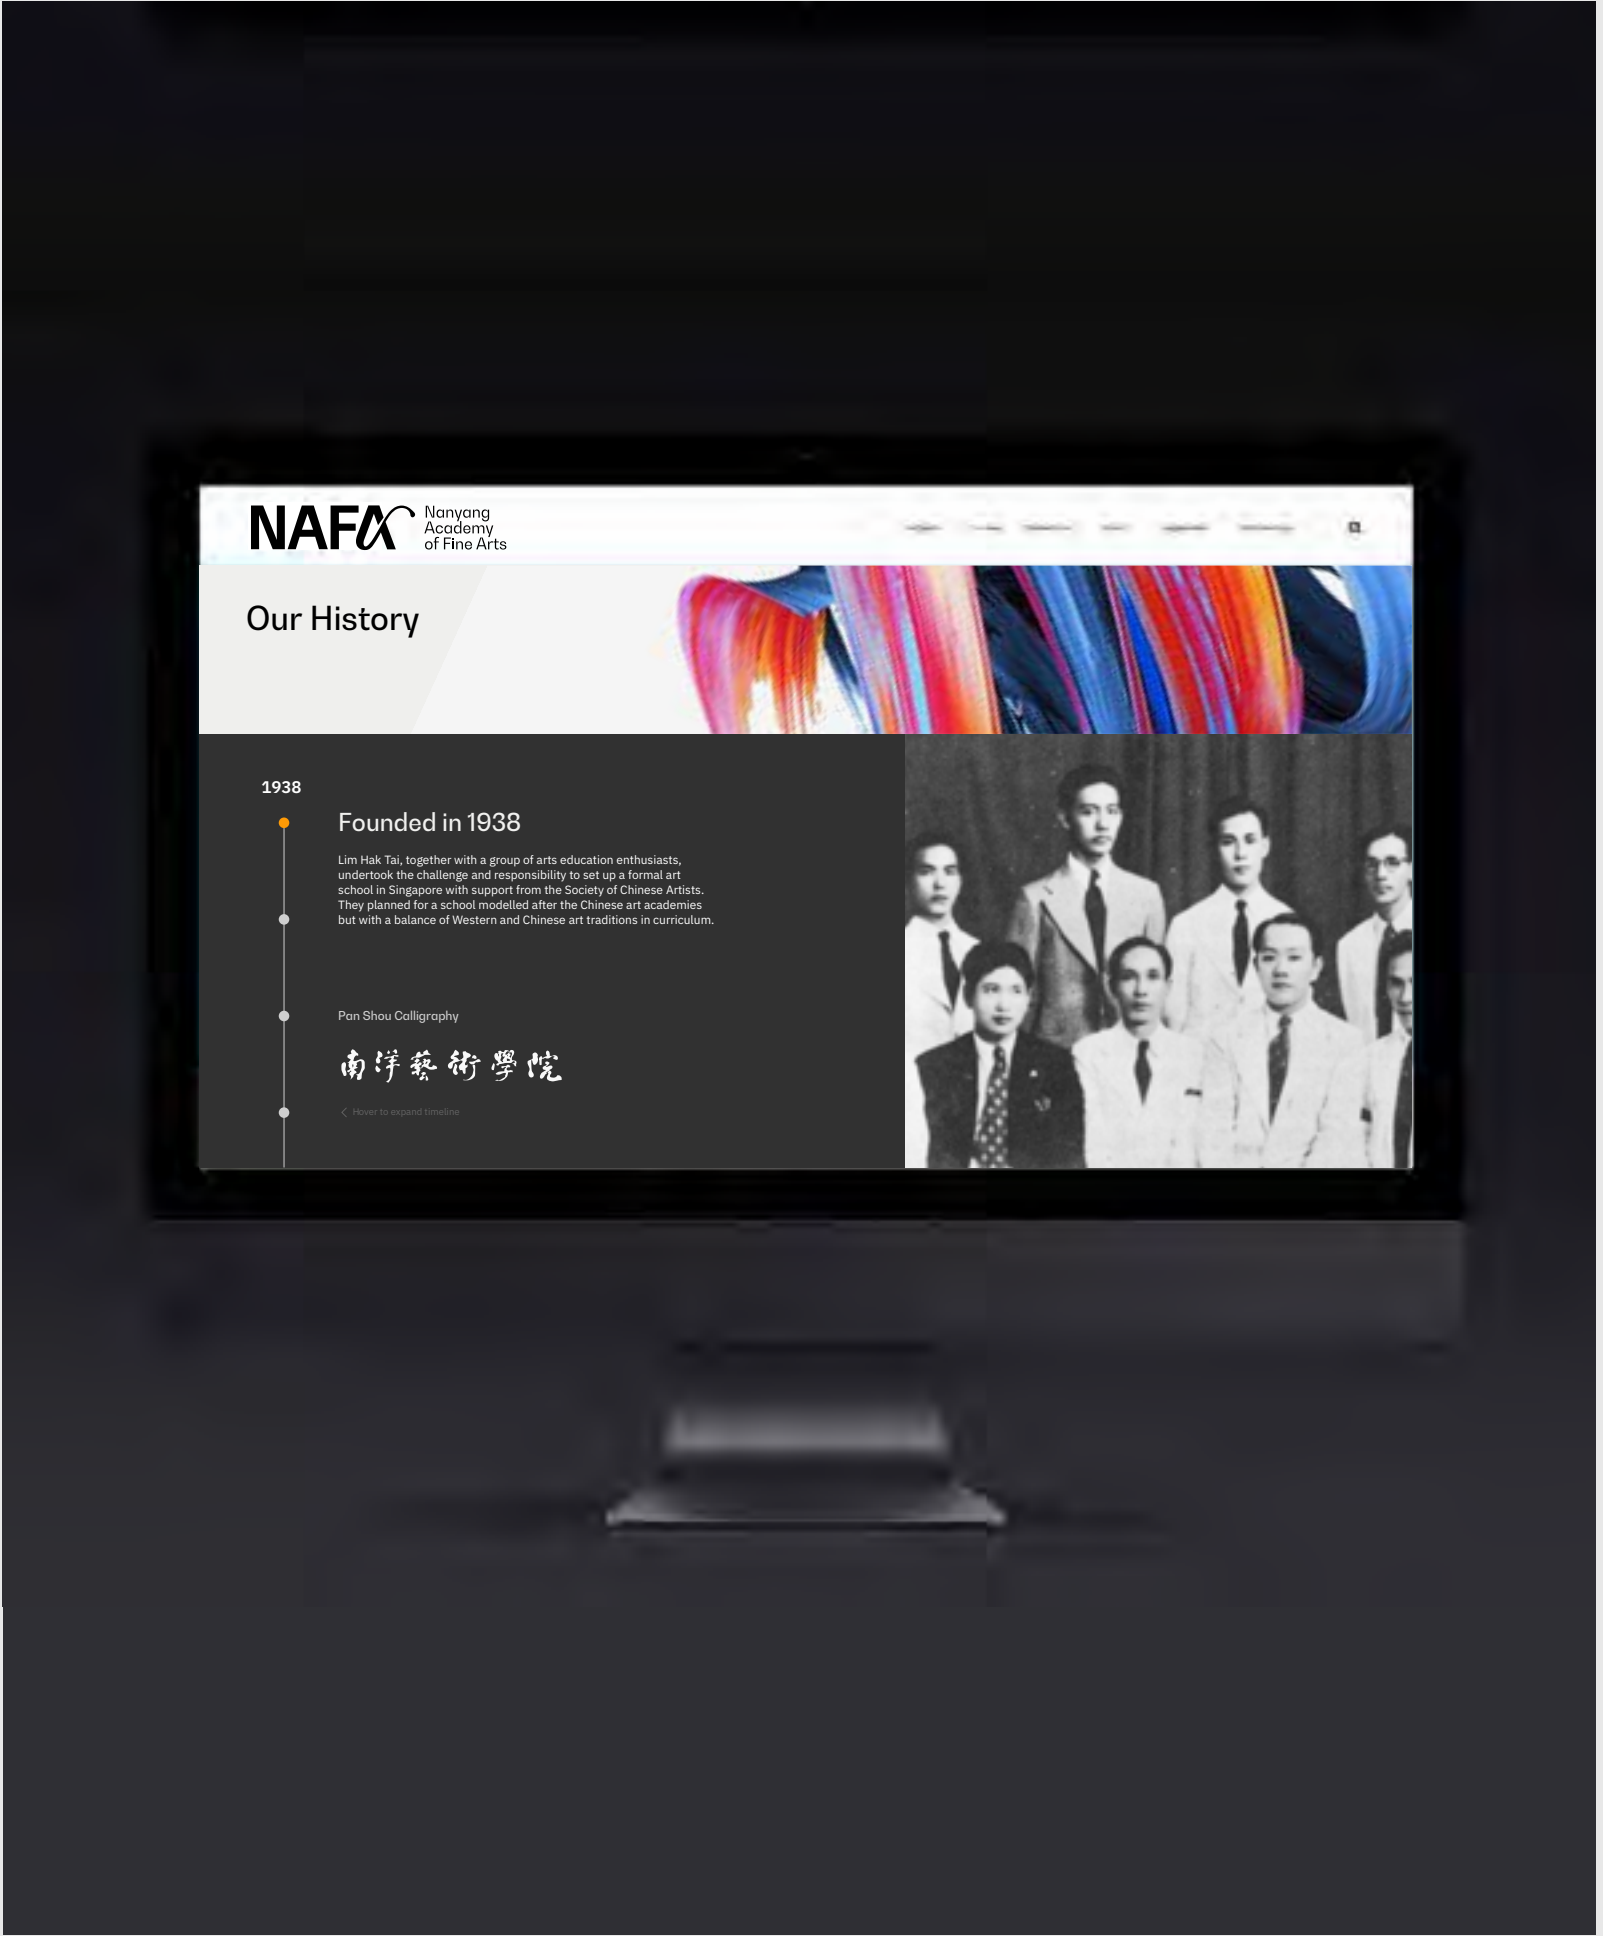 NAFA
Nanyang
Academy
of Fine Arts
Our History
1938
Founded in 1938
Lim Hak Tai, together with a group of arts education enthusiasts,
undertook the challenge and responsibility to set up a formal art
school in Singapore with support from the Society of Chinese Artists.
They planned for a school modelled after the Chinese art academies
but with a balance of Western and Chinese art traditions in curriculum.
Pan Shou Calligraphy
南洋藝術學院
Hover to expand timeline